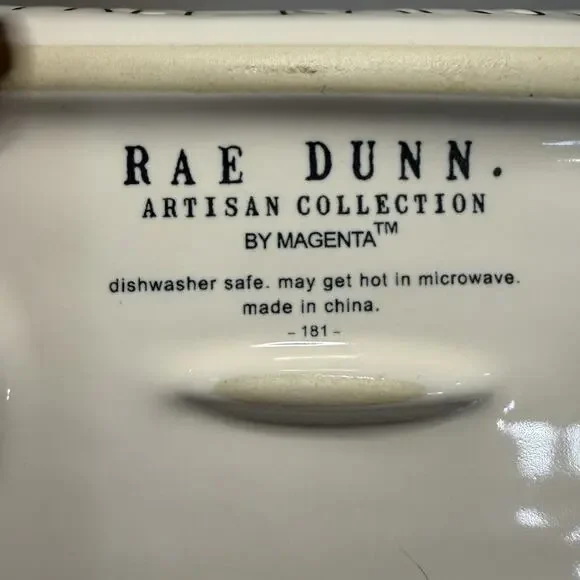 RAE DUNN.
ARTISAN COLLECTION
BY MAGENTA™
dishwasher safe. may get hot in microwave.
made in china.
- 181 -